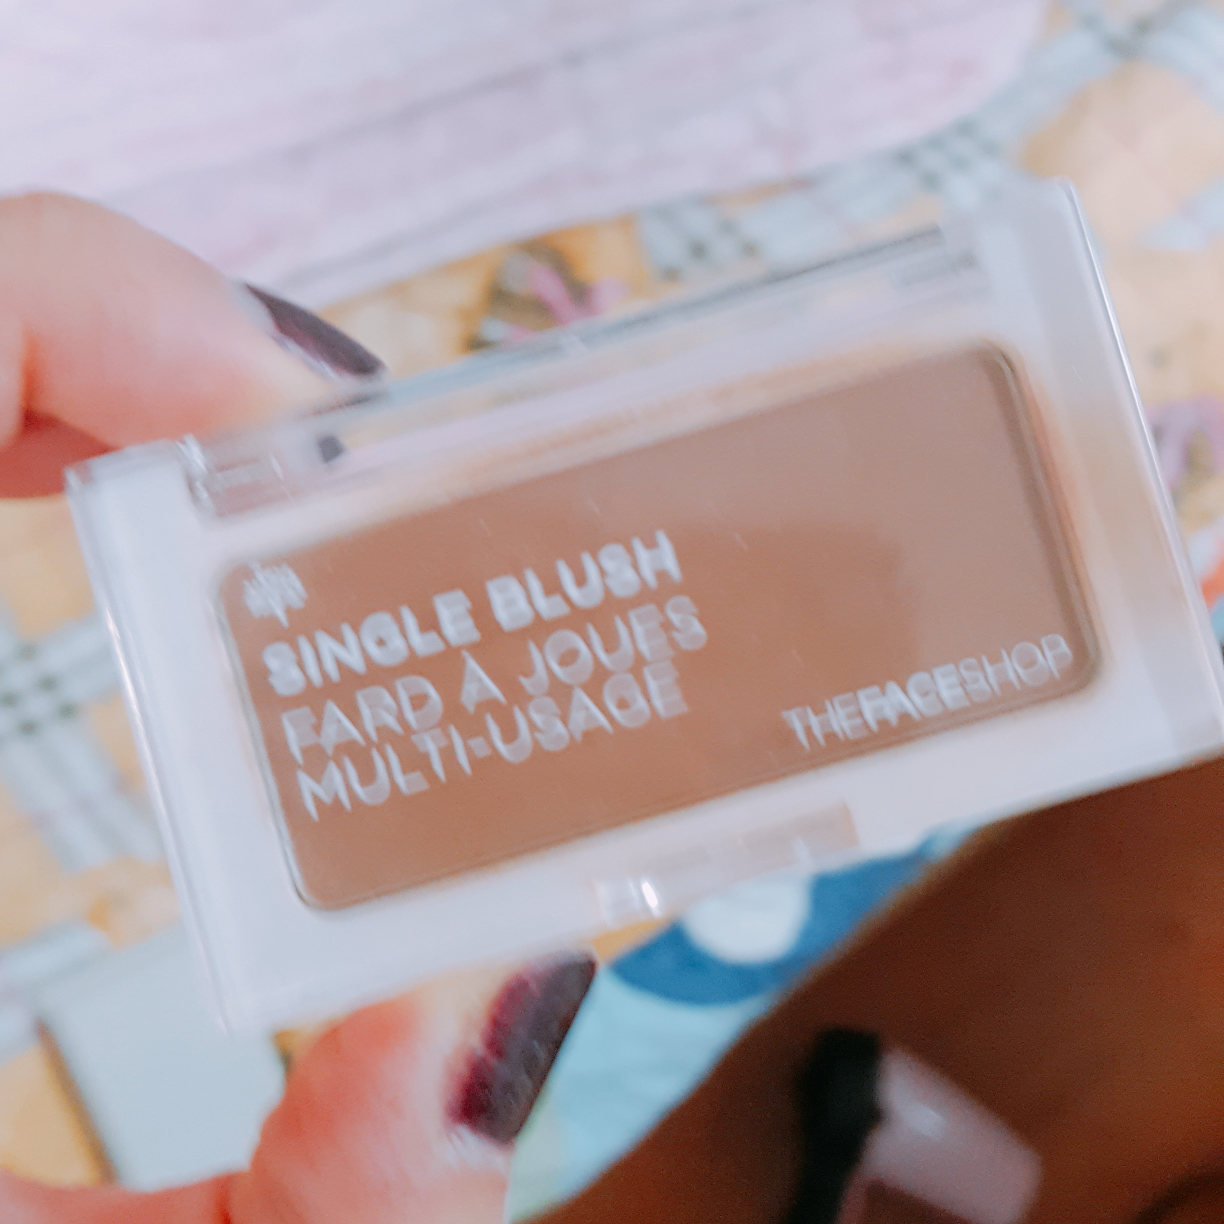 SINGLE BLUSH
FARD À JOUES
MULTI-USAGE
THEFACESHOP